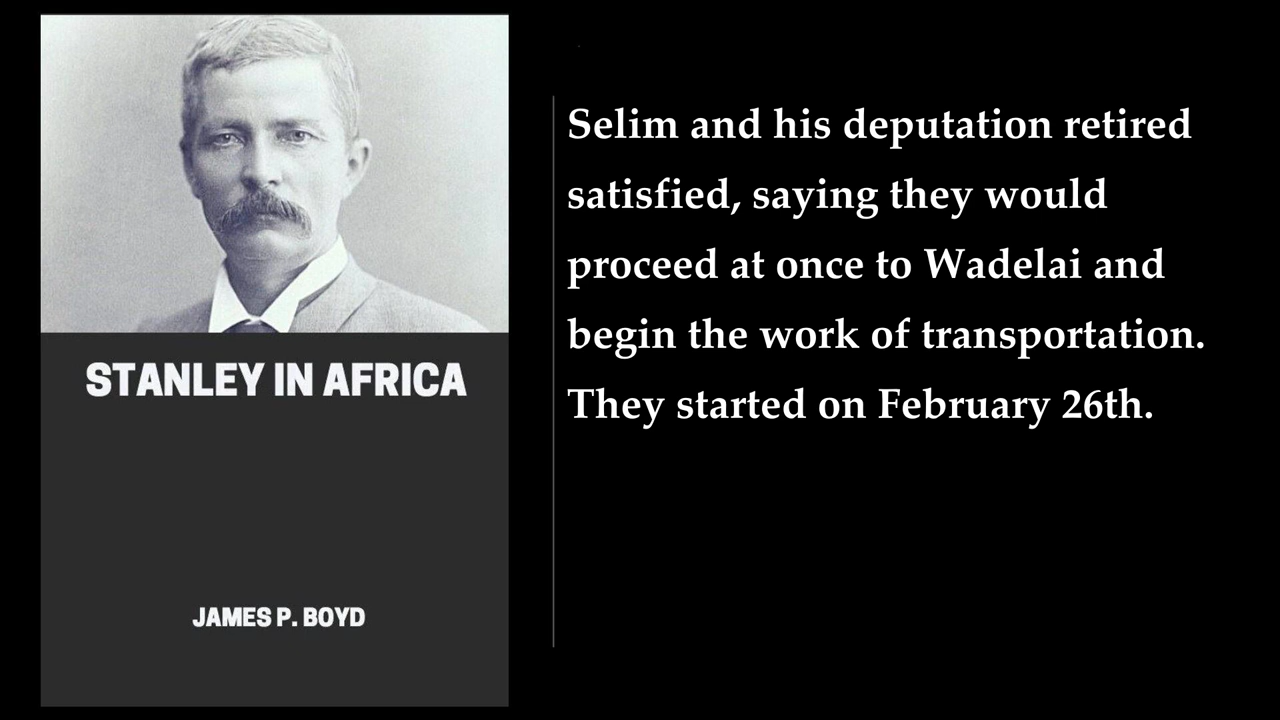 STANLEY IN AFRICA
JAMES P. BOYD
Selim and his deputation retired
satisfied, saying they would
proceed at once to Wadelai and
begin the work of transportation.
They started on February 26th.